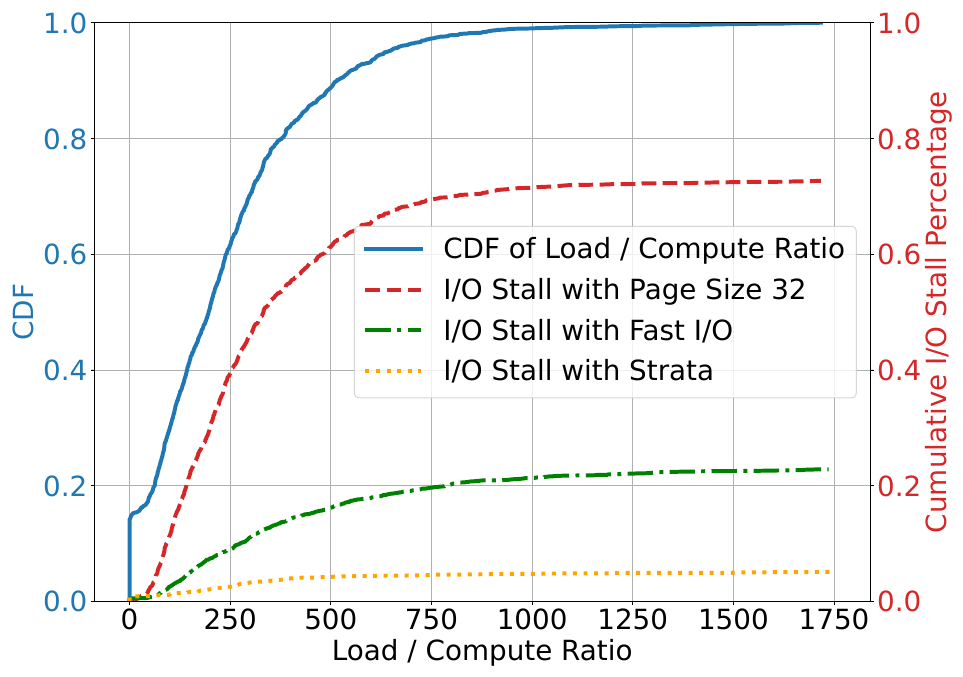 1.0
0.8
0.6
0.4
0.2
0.0
CDF
1.0
0.8
0.6
0.4
0.2
0.0
Cumulative I/O Stall Percentage
CDF of Load / Compute Ratio
I/O Stall with Page Size 32
I/O Stall with Fast I/O
I/O Stall with Strata
0 250 500 750 1000 1250 1500 1750
Load / Compute Ratio